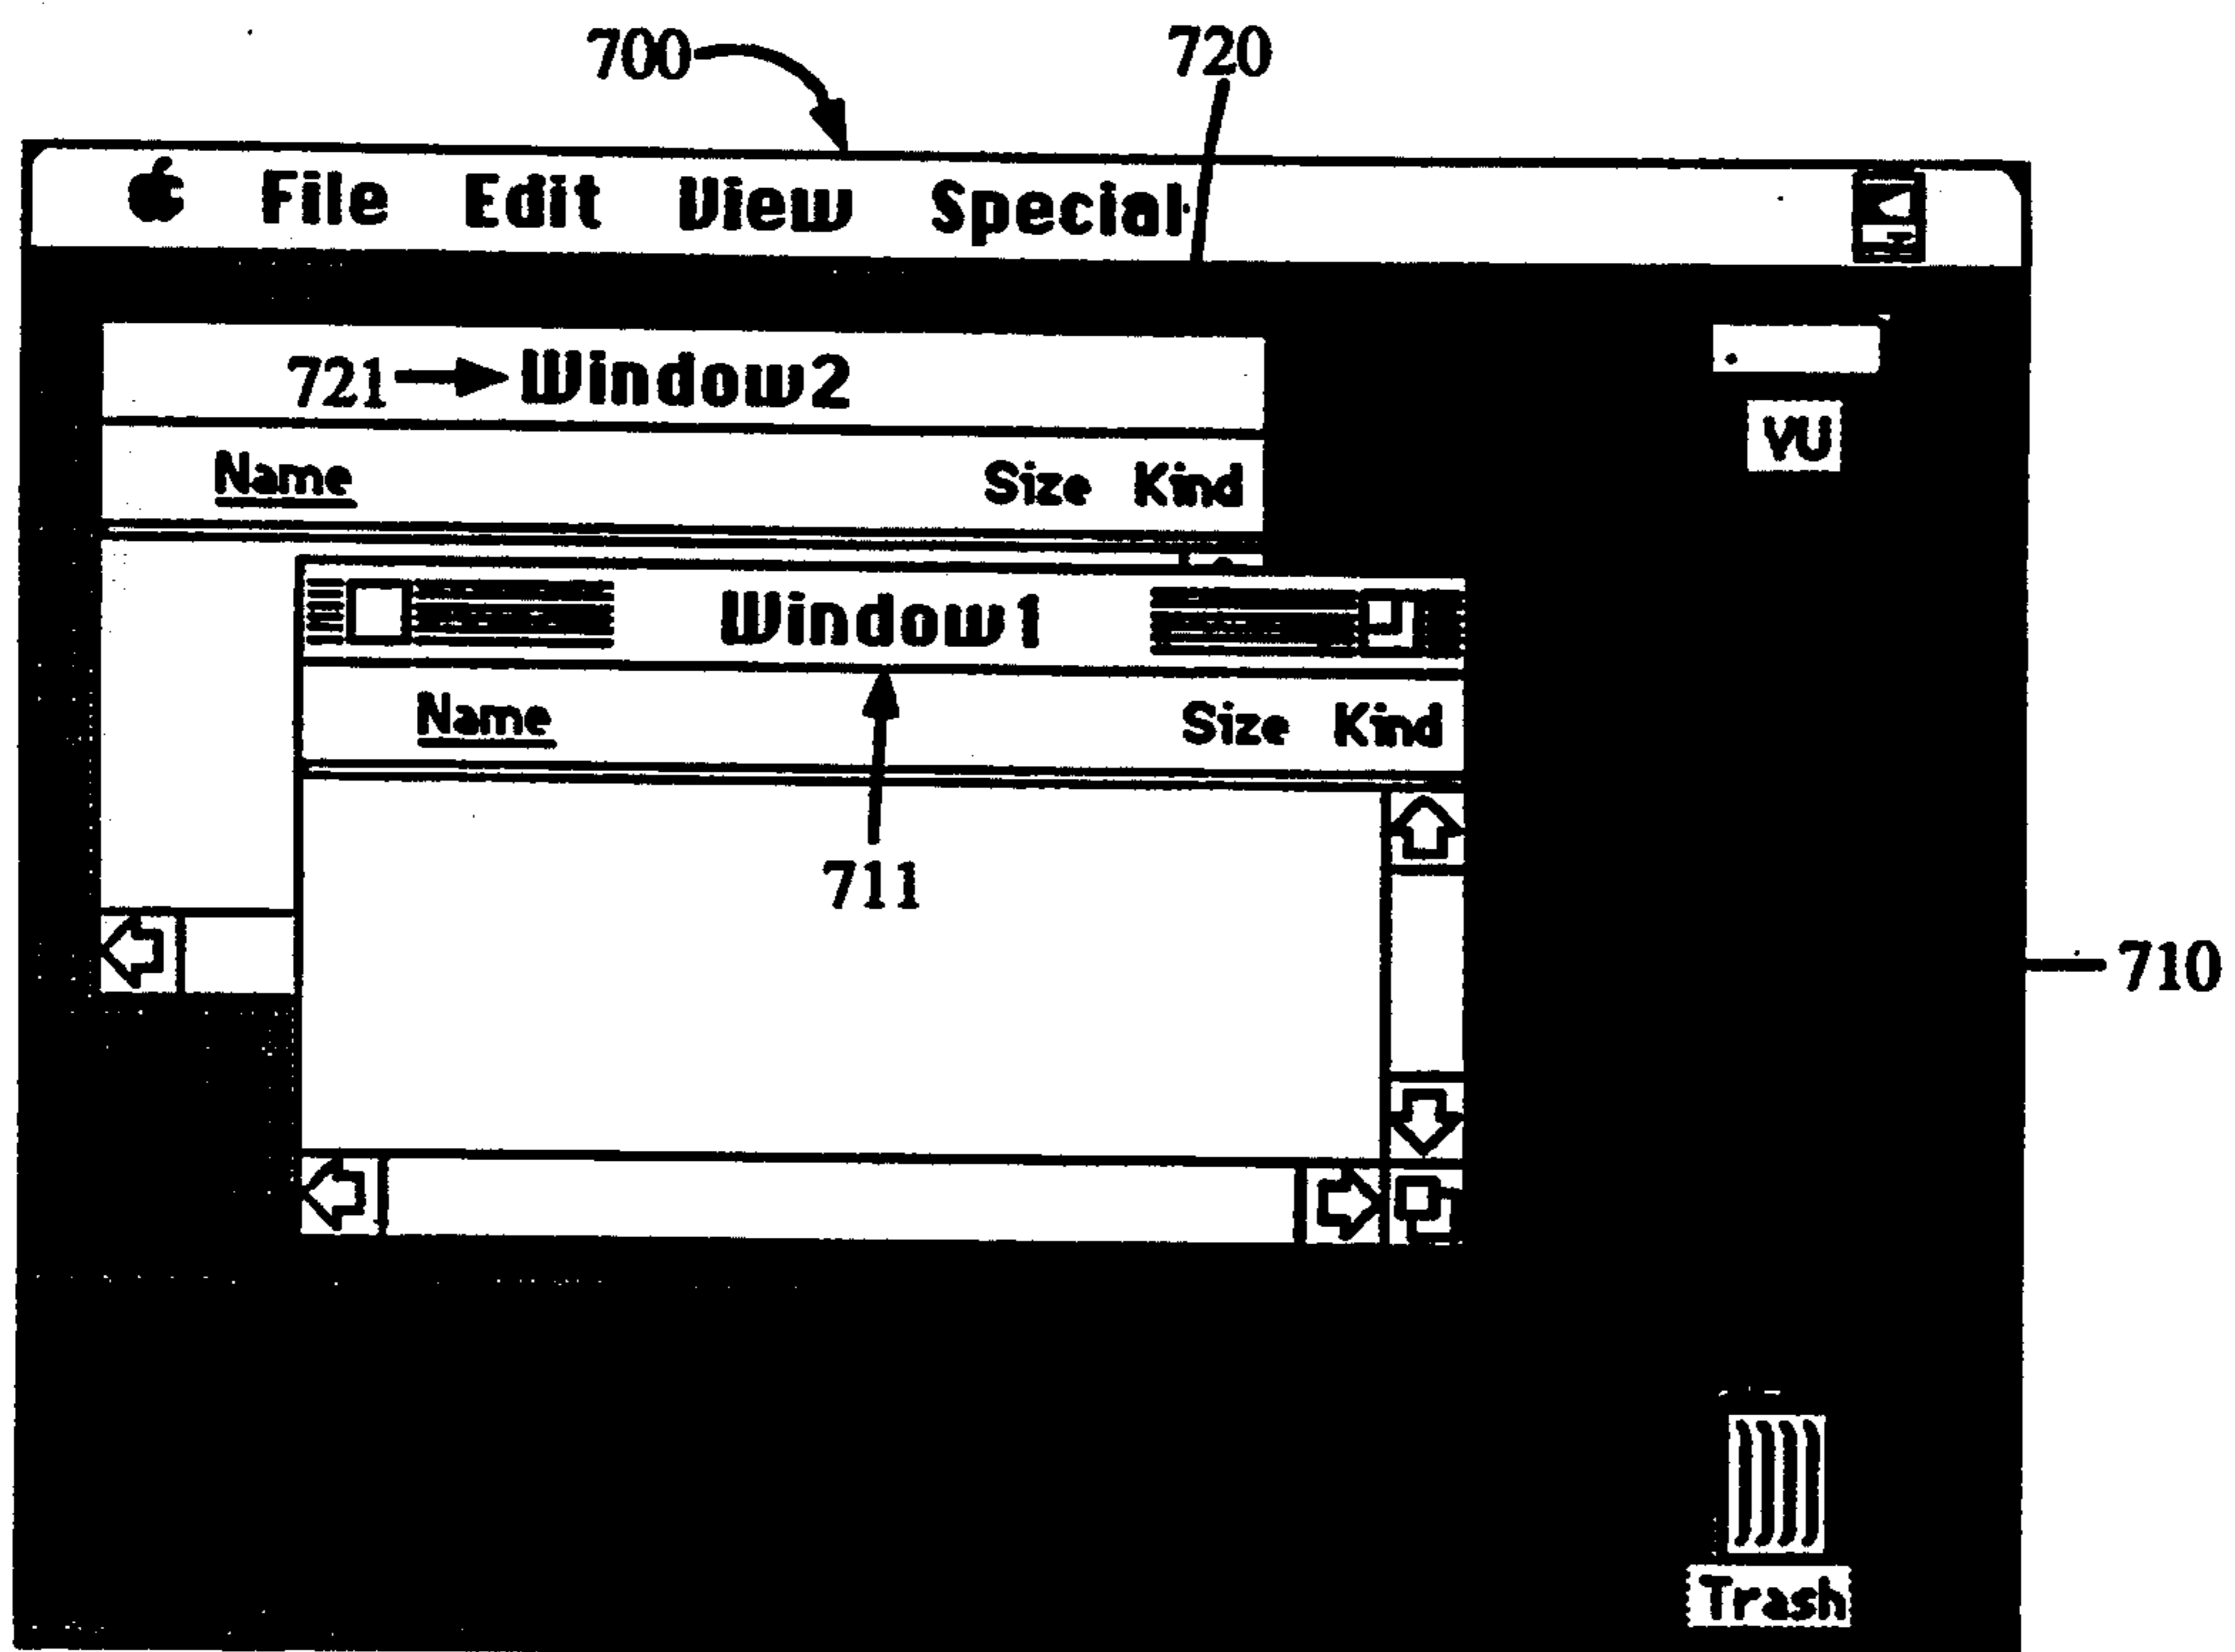 700 720
File Edit View Special
721 Window2
VU
Name Size Kind
Window1
Name Size Kind
711
710
Trash